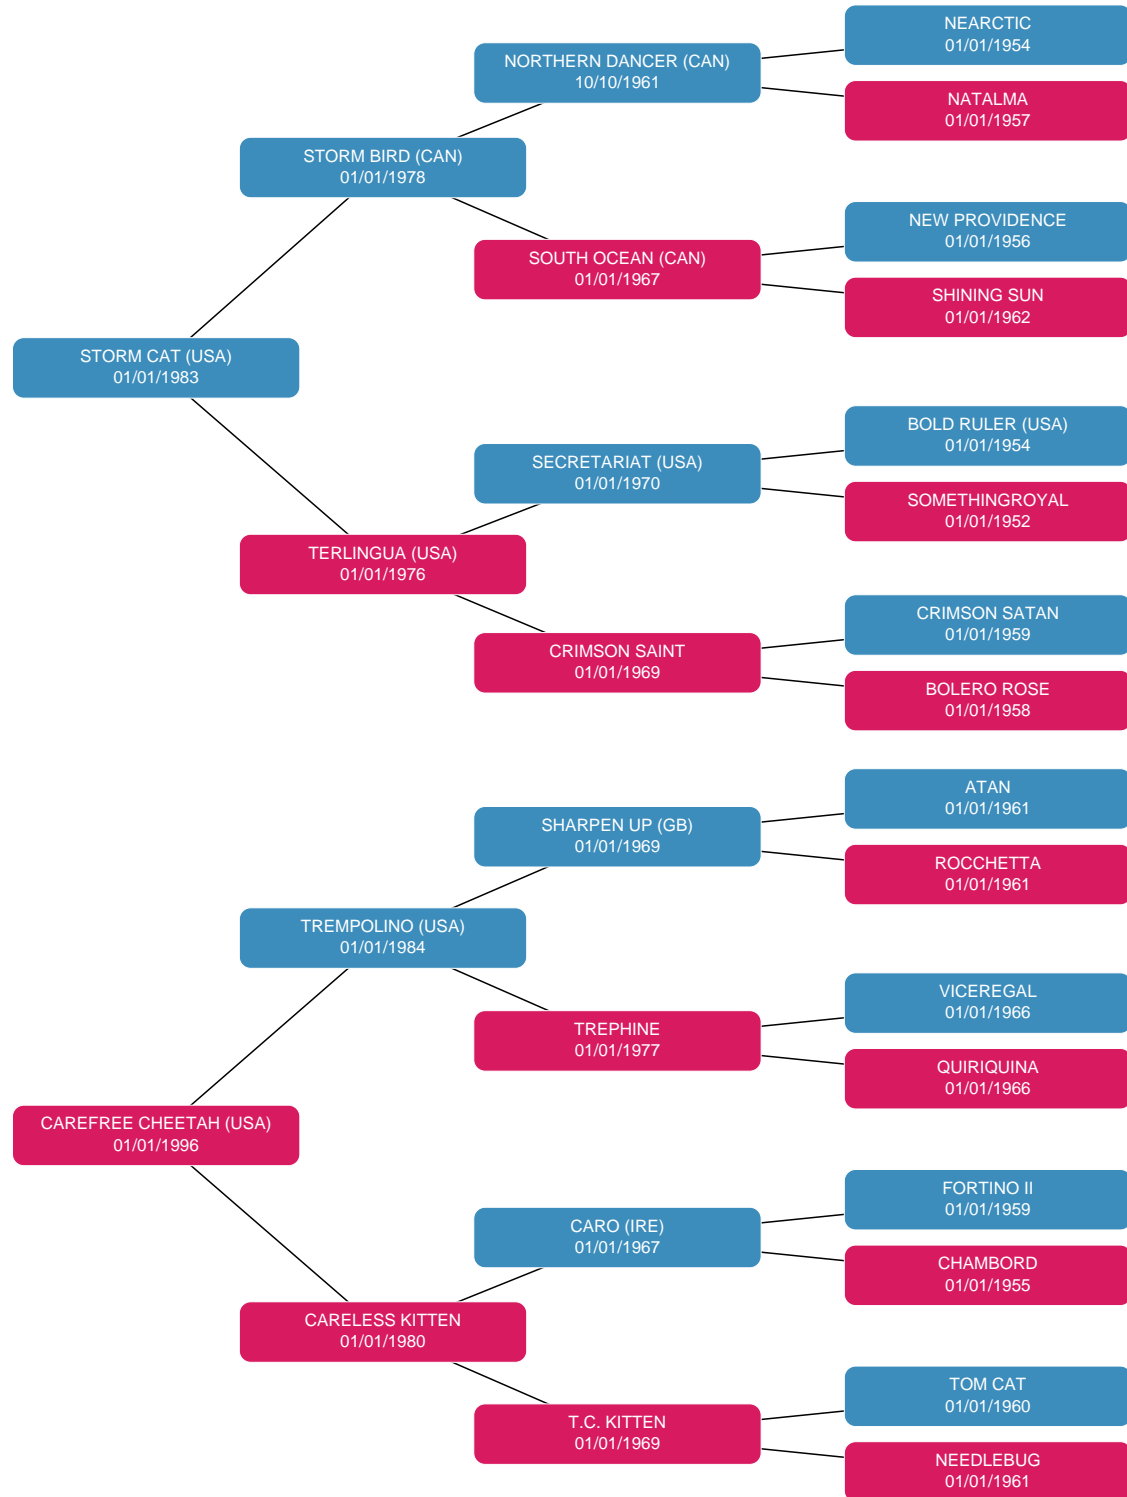 NEARCTIC
01/01/1954
NORTHERN DANCER (CAN)
10/10/1961
NATALMA
01/01/1957
STORM BIRD (CAN)
01/01/1978
NEW PROVIDENCE
01/01/1956
SOUTH OCEAN (CAN)
01/01/1967
SHINING SUN
01/01/1962
STORM CAT (USA)
01/01/1983
BOLD RULER (USA)
01/01/1954
SECRETARIAT (USA)
01/01/1970
SOMETHINGROYAL
01/01/1952
TERLINGUA (USA)
01/01/1976
CRIMSON SATAN
01/01/1959
CRIMSON SAINT
01/01/1969
BOLERO ROSE
01/01/1958
ATAN
01/01/1961
SHARPEN UP (GB)
01/01/1969
ROCCHETTA
01/01/1961
TREMPOLINO (USA)
01/01/1984
VICEREGAL
01/01/1966
TREPHINE
01/01/1977
QUIRIQUINA
01/01/1966
CAREFREE CHEETAH (USA)
01/01/1996
FORTINO II
01/01/1959
CARO (IRE)
01/01/1967
CHAMBORD
01/01/1955
CARELESS KITTEN
01/01/1980
TOM CAT
01/01/1960
T.C. KITTEN
01/01/1969
NEEDLEBUG
01/01/1961